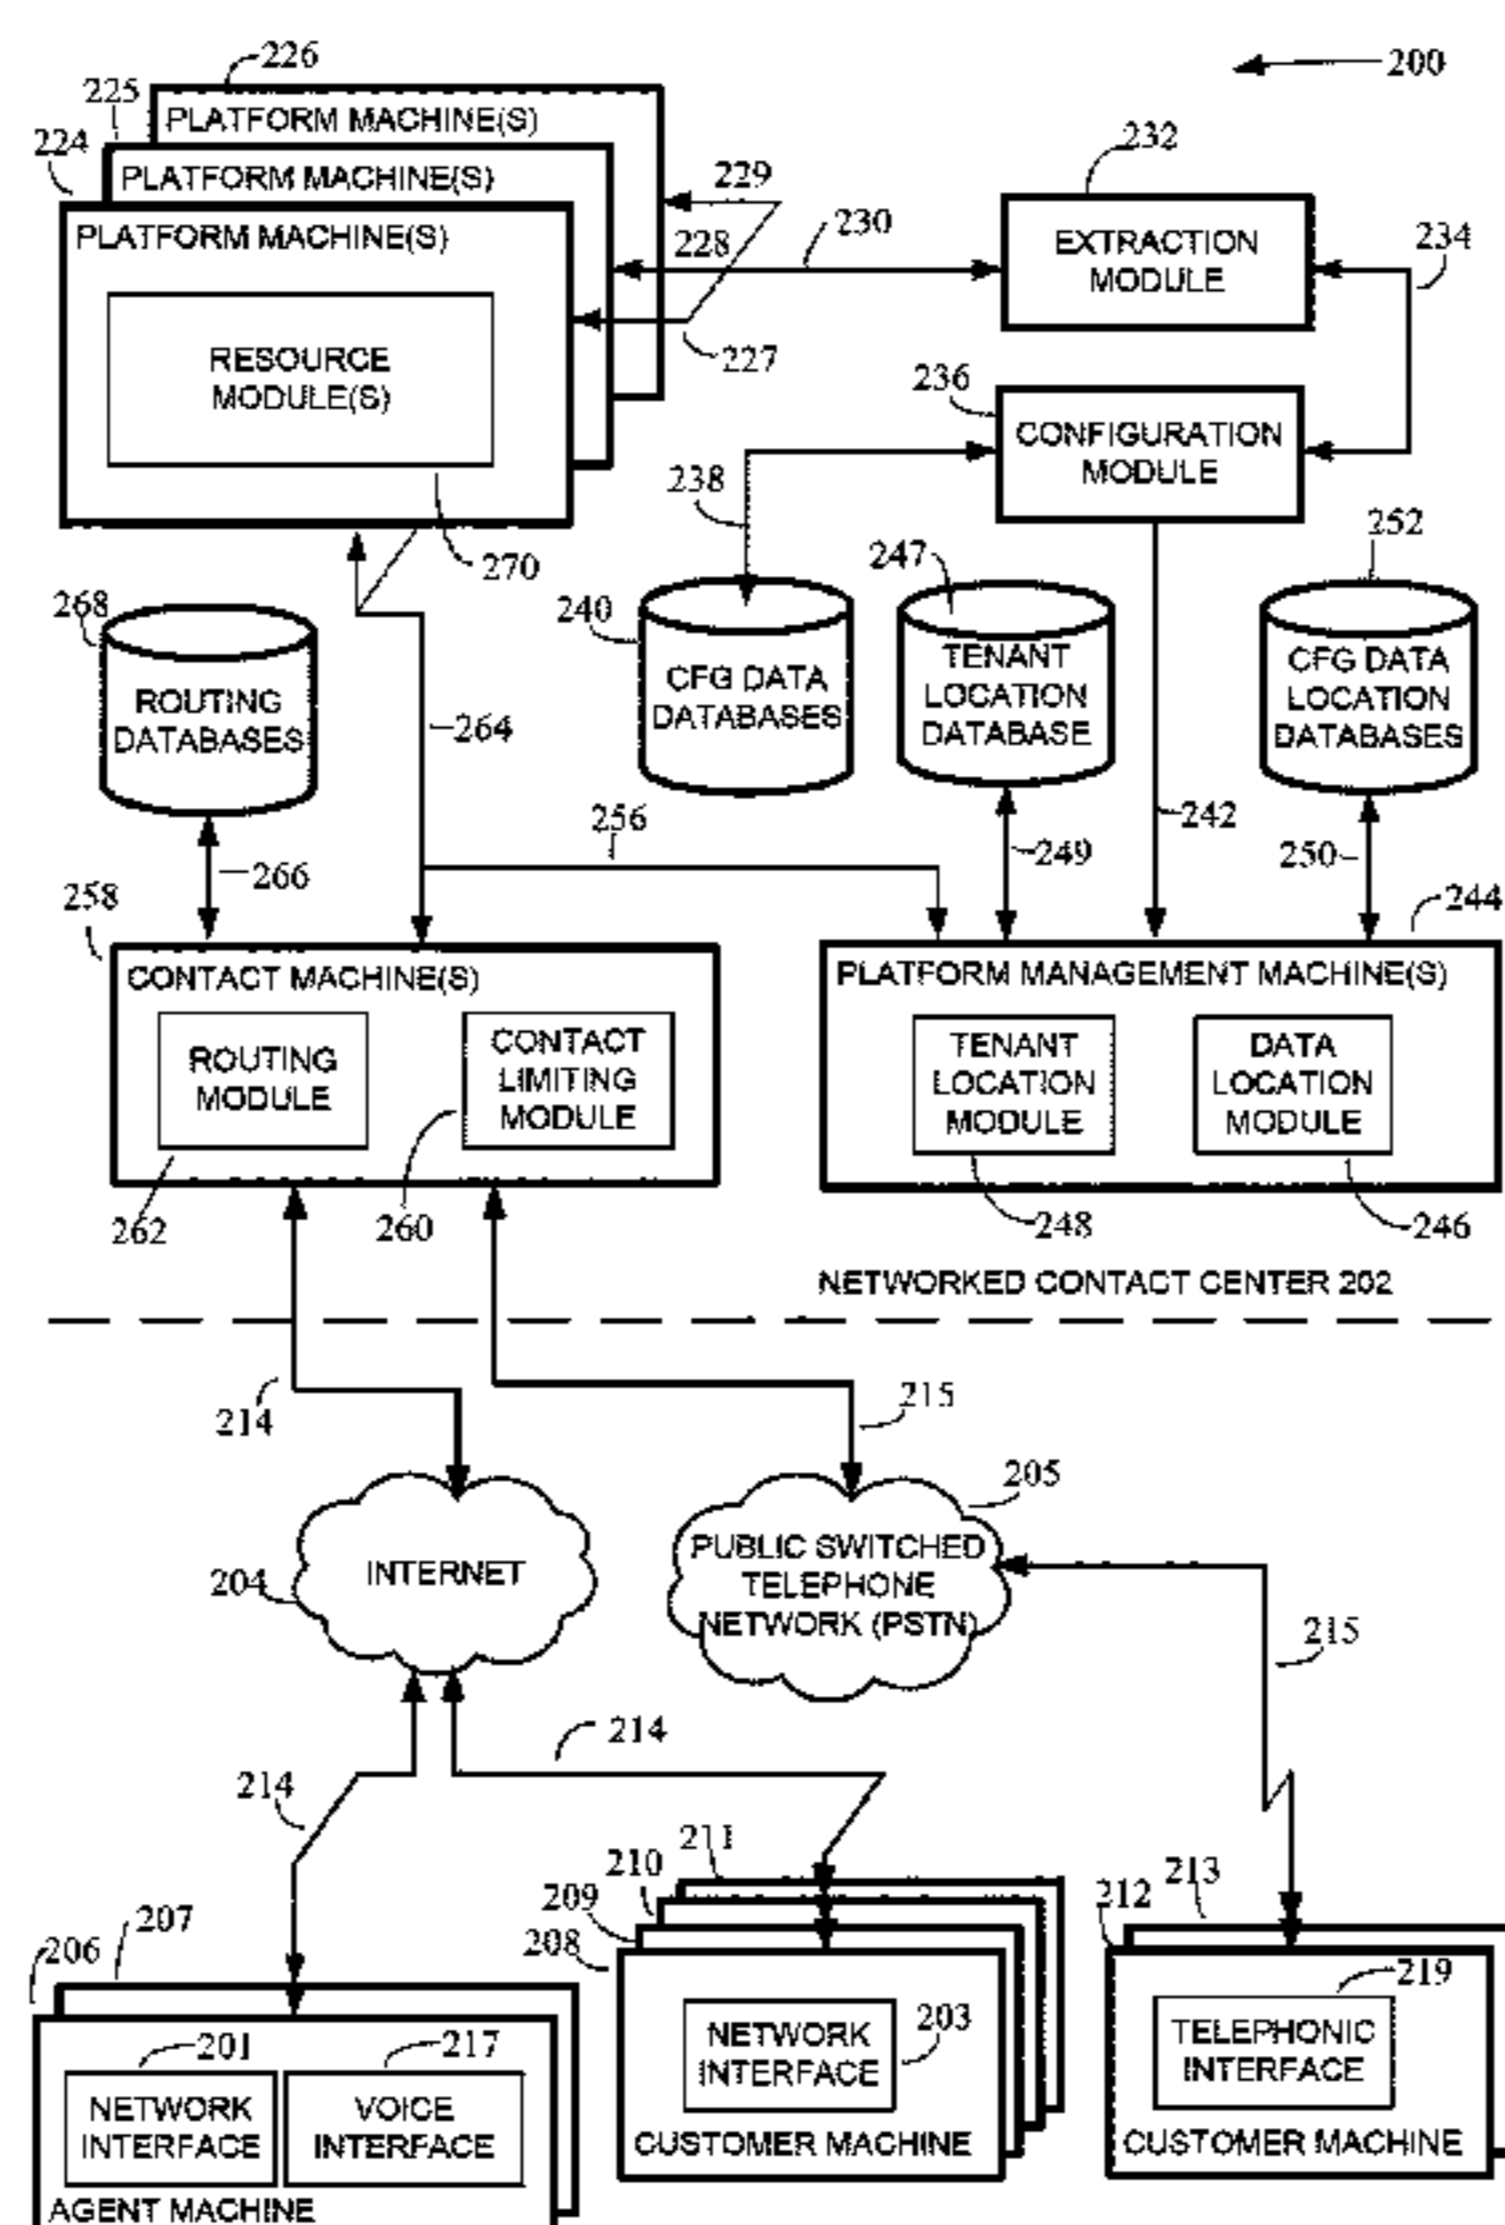 226
200
225
PLATFORM MACHINE(S)
232
224
PLATFORM MACHINE(S)
229
PLATFORM MACHINE(S)
228
230
EXTRACTION
MODULE
234
RESOURCE
MODULE(S)
227
236
CONFIGURATION
MODULE
238
270
247
252
268
240
ROUTING
DATABASES
CFG DATA
DATABASES
TENANT
LOCATION
DATABASE
CFG DATA
LOCATION
DATABASES
264
256
242
249
250
266
258
244
CONTACT MACHINE(S)
PLATFORM MANAGEMENT MACHINE(S)
ROUTING
MODULE
CONTACT
LIMITING
MODULE
TENANT
LOCATION
MODULE
DATA
LOCATION
MODULE
262
260
248
246
NETWORKED CONTACT CENTER 202
214
215
205
204
INTERNET
PUBLIC SWITCHED
TELEPHONE
NETWORK (PSTN)
215
214
214
211
210
213
209
212
207
208
206
219
201
217
NETWORK
INTERFACE
203
TELEPHONIC
INTERFACE
NETWORK
INTERFACE
VOICE
INTERFACE
CUSTOMER MACHINE
CUSTOMER MACHINE
AGENT MACHINE